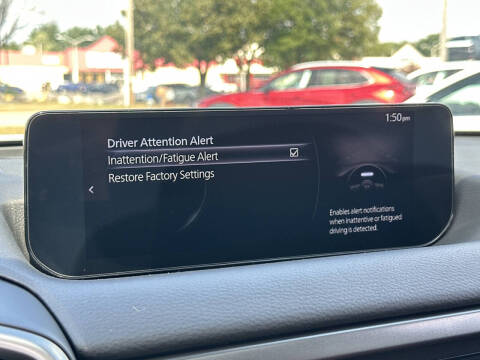 1:50pm
Driver Attention Alert
Inattention/Fatigue Alert
Restore Factory Settings
Enables alert notifications
when inattentive or fatigued
driving is detected.